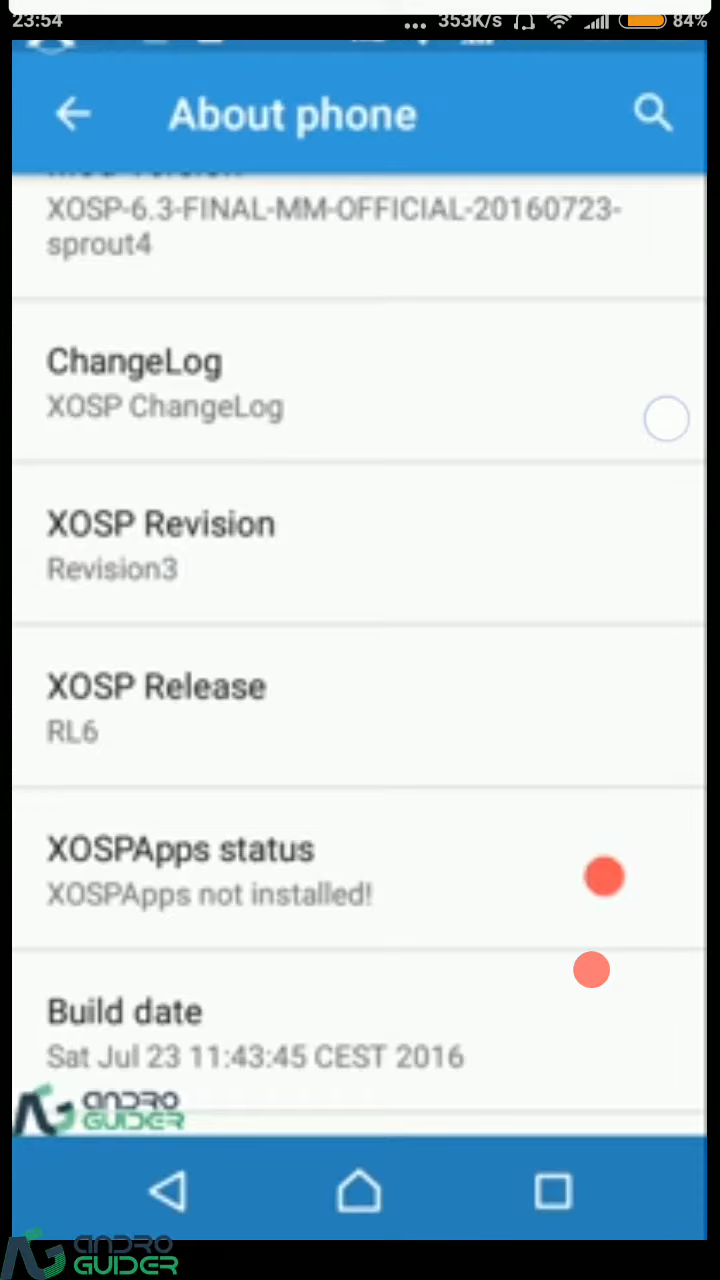 23:54
... 353K/s 84%
About phone
XOSP-6.3-FINAL-MM-OFFICIAL-20160723-
sprout4
ChangeLog
XOSP ChangeLog
XOSP Revision
Revision3
XOSP Release
RL6
XOSPApps status
XOSPApps not installed!
Build date
Sat Jul 23 11:43:45 CEST 2016
ANDRO
GUIDER
ANDRO
GUIDER